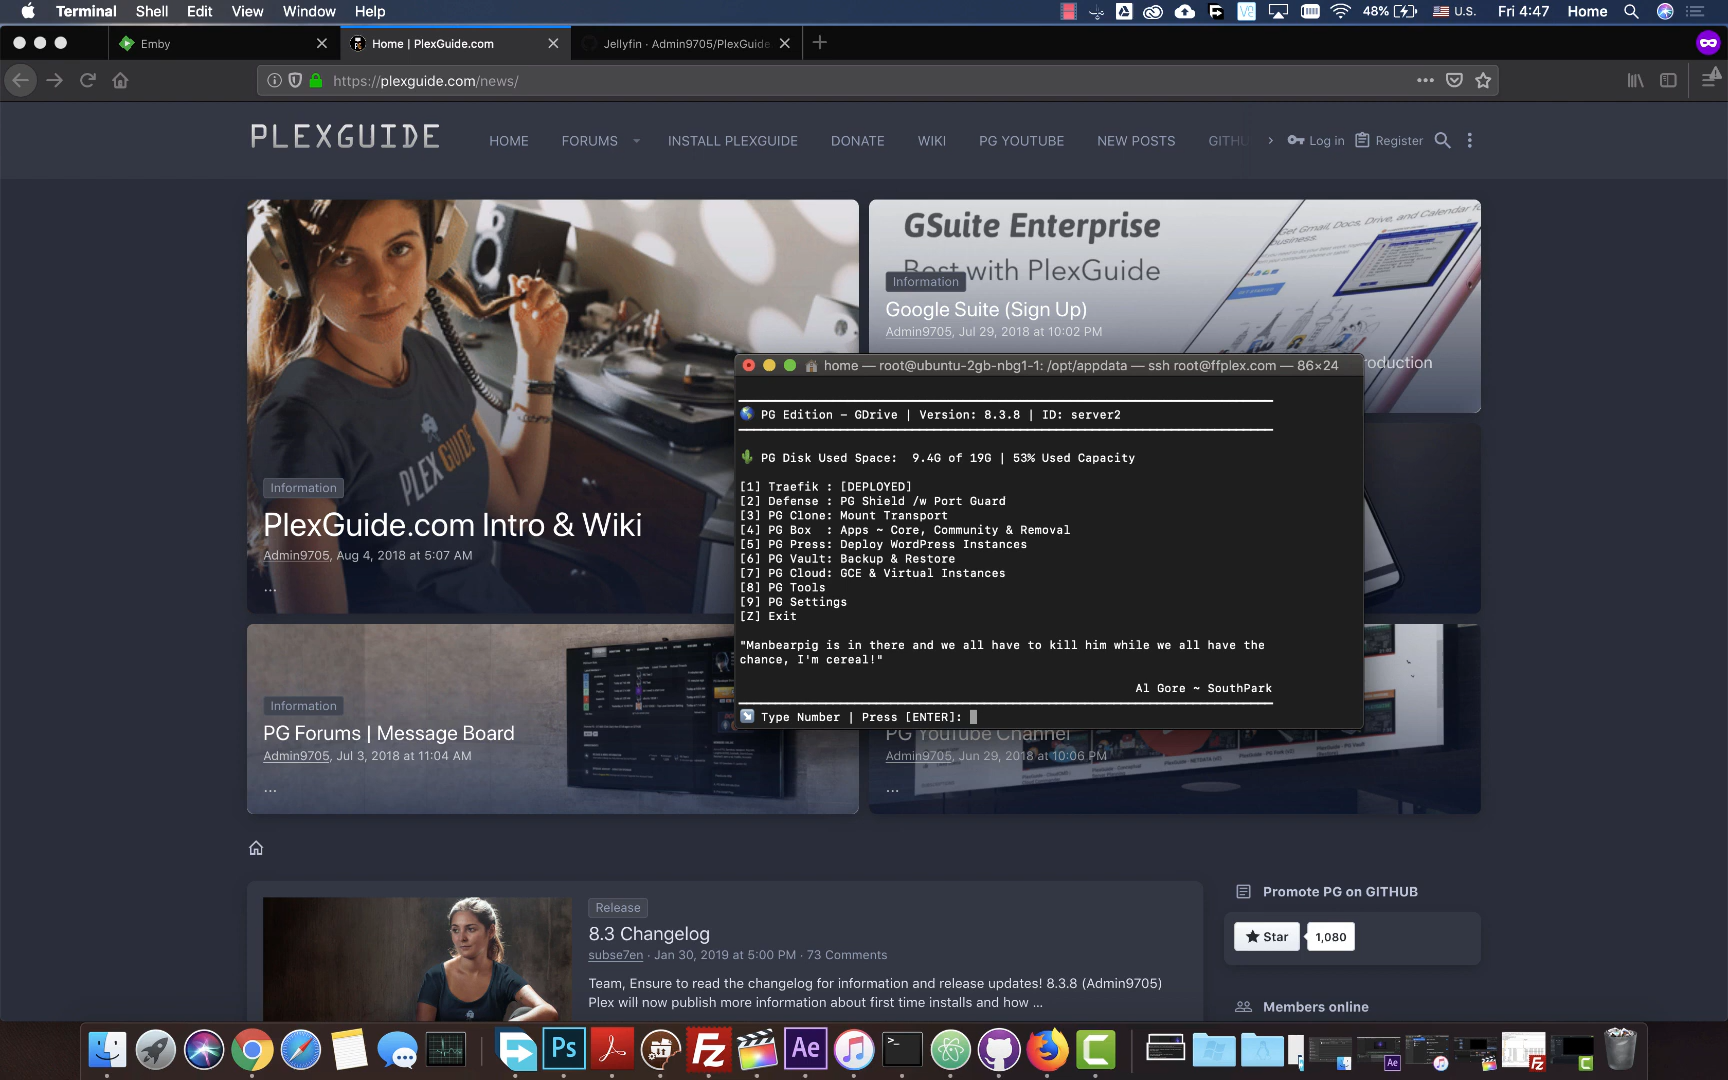 Terminal Shell Edit View Window Help
48% U.S. Fri 4:47 Home
Emby
Home | PlexGuide.com
Jellyfin · Admin9705/PlexGuide
https://plexguide.com/news/
PLEXGUIDE
HOME FORUMS INSTALL PLEXGUIDE DONATE WIKI PG YOUTUBE NEW POSTS GITHU Log in Register
PLEX GUIDE
Information
PlexGuide.com Intro & Wiki
Admin9705, Aug 4, 2018 at 5:07 AM
...
GSuite Enterprise
Best with PlexGuide
Information
Google Suite (Sign Up)
Admin9705, Jul 29, 2018 at 10:02 PM
roduction
home — root@ubuntu-2gb-nbg1-1: /opt/appdata — ssh root@ffplex.com — 86×24
PG Edition - GDrive | Version: 8.3.8 | ID: server2
PG Disk Used Space: 9.4G of 19G | 53% Used Capacity
[1] Traefik : [DEPLOYED]
[2] Defense : PG Shield /w Port Guard
[3] PG Clone: Mount Transport
[4] PG Box  : Apps ~ Core, Community & Removal
[5] PG Press: Deploy WordPress Instances
[6] PG Vault: Backup & Restore
[7] PG Cloud: GCE & Virtual Instances
[8] PG Tools
[9] PG Settings
[Z] Exit
"Manbearpig is in there and we all have to kill him while we all have the
chance, I'm cereal!"
Al Gore ~ SouthPark
Type Number | Press [ENTER]:
Information
PG Forums | Message Board
Admin9705, Jul 3, 2018 at 11:04 AM
...
PG YouTube Channel
Admin9705, Jun 29, 2018 at 10:06 PM
...
Release
8.3 Changelog
subse7en · Jan 30, 2019 at 5:00 PM · 73 Comments
Team, Ensure to read the changelog for information and release updates! 8.3.8 (Admin9705)
Plex will now publish more information about first time installs and how ...
Promote PG on GITHUB
Star 1,080
Members online
Ps
Fz
Ae